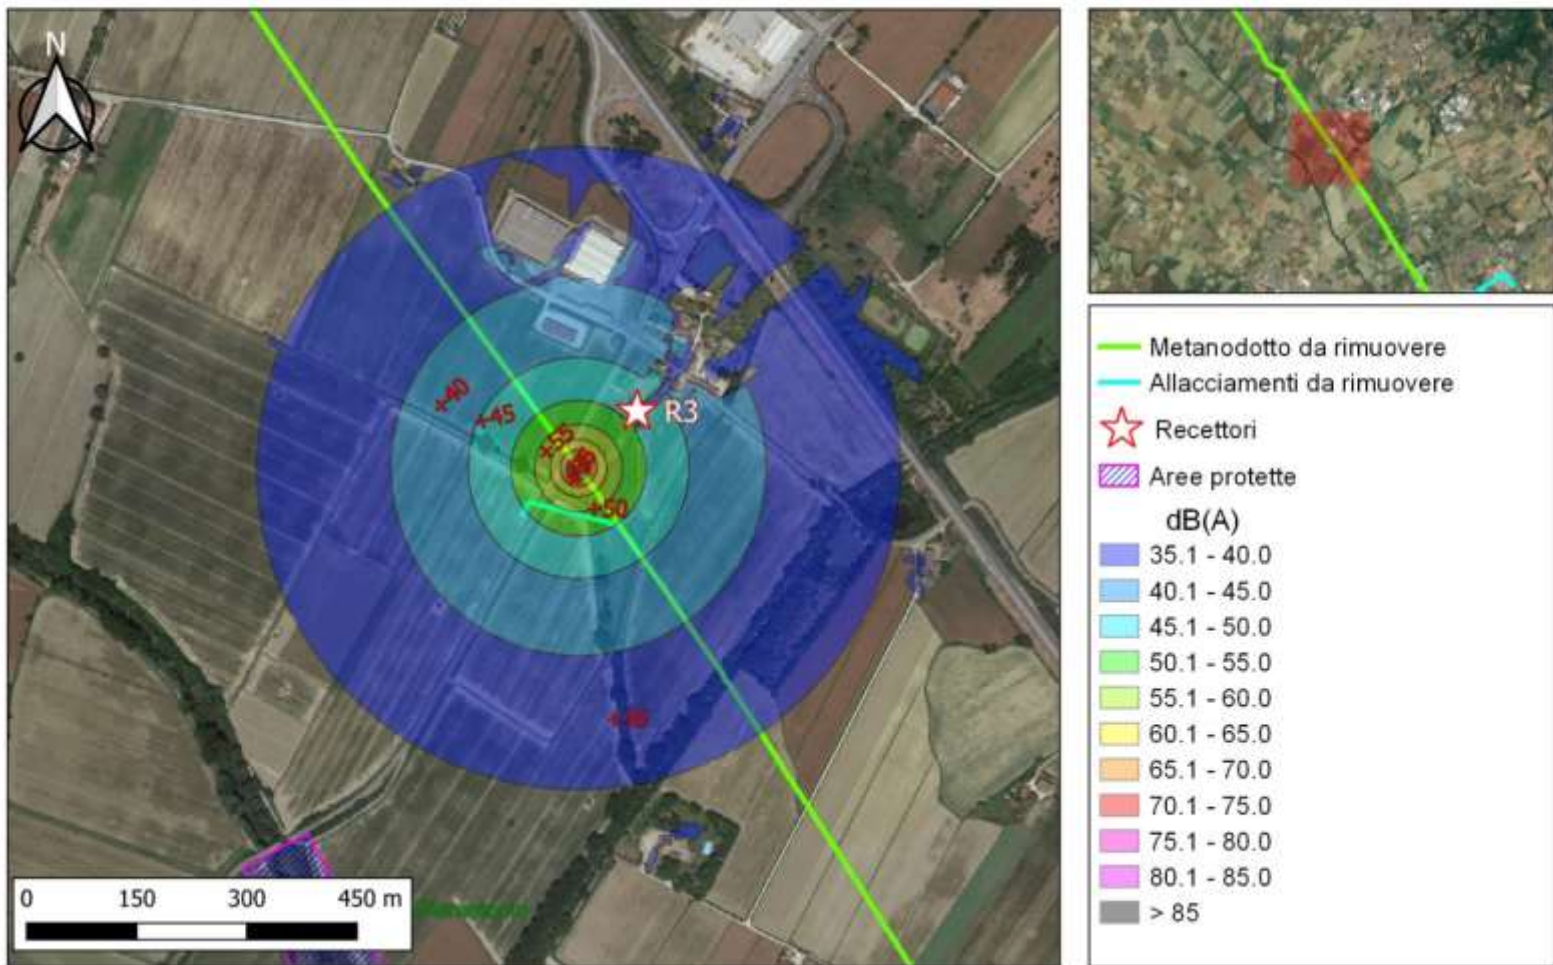 N
+40
+45
+55
+50
R3
0 150 300 450 m
Metanodotto da rimuovere
Allacciamenti da rimuovere
Recettori
Aree protette
dB(A)
35.1 - 40.0
40.1 - 45.0
45.1 - 50.0
50.1 - 55.0
55.1 - 60.0
60.1 - 65.0
65.1 - 70.0
70.1 - 75.0
75.1 - 80.0
80.1 - 85.0
> 85